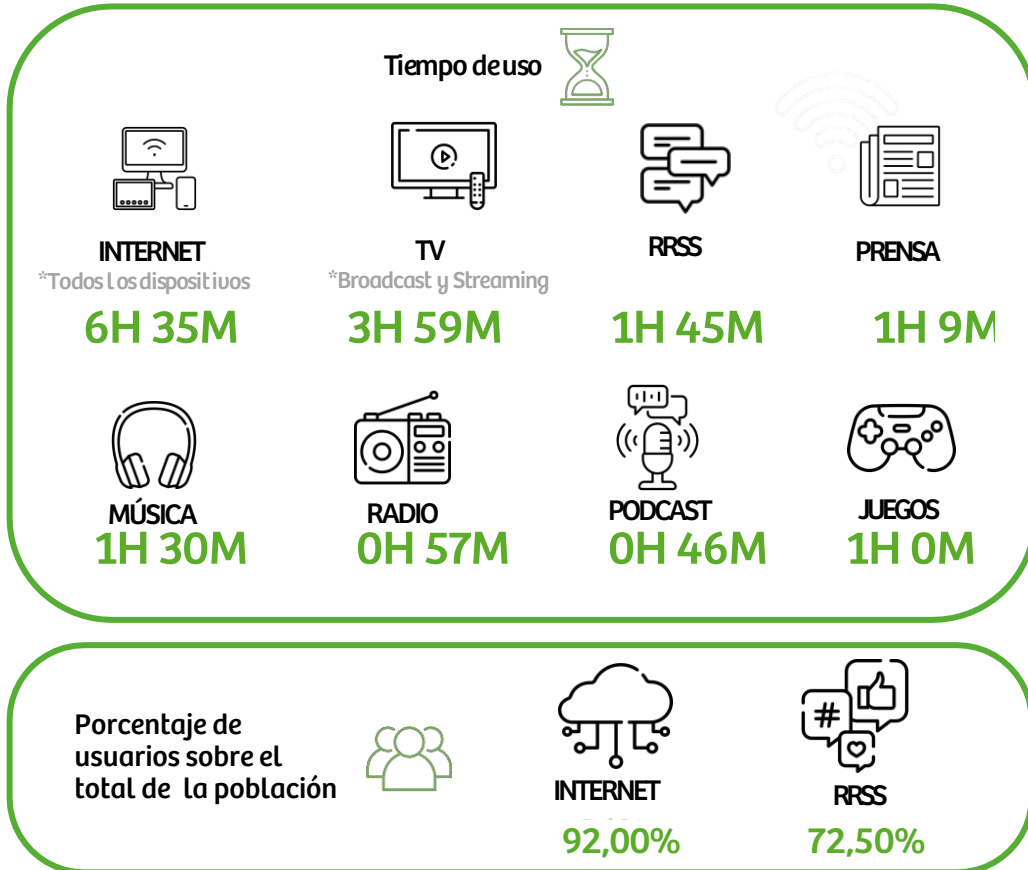 Tiempo de uso
INTERNET
*Todos los dispositivos
6H 35M
TV
*Broadcast y Streaming
3H 59M
RRSS
1H 45M
PRENSA
1H 9M
MÚSICA
1H 30M
RADIO
0H 57M
PODCAST
0H 46M
JUEGOS
1H 0M
Porcentaje de
usuarios sobre el
total de la población
INTERNET
92,00%
#
RRSS
72,50%